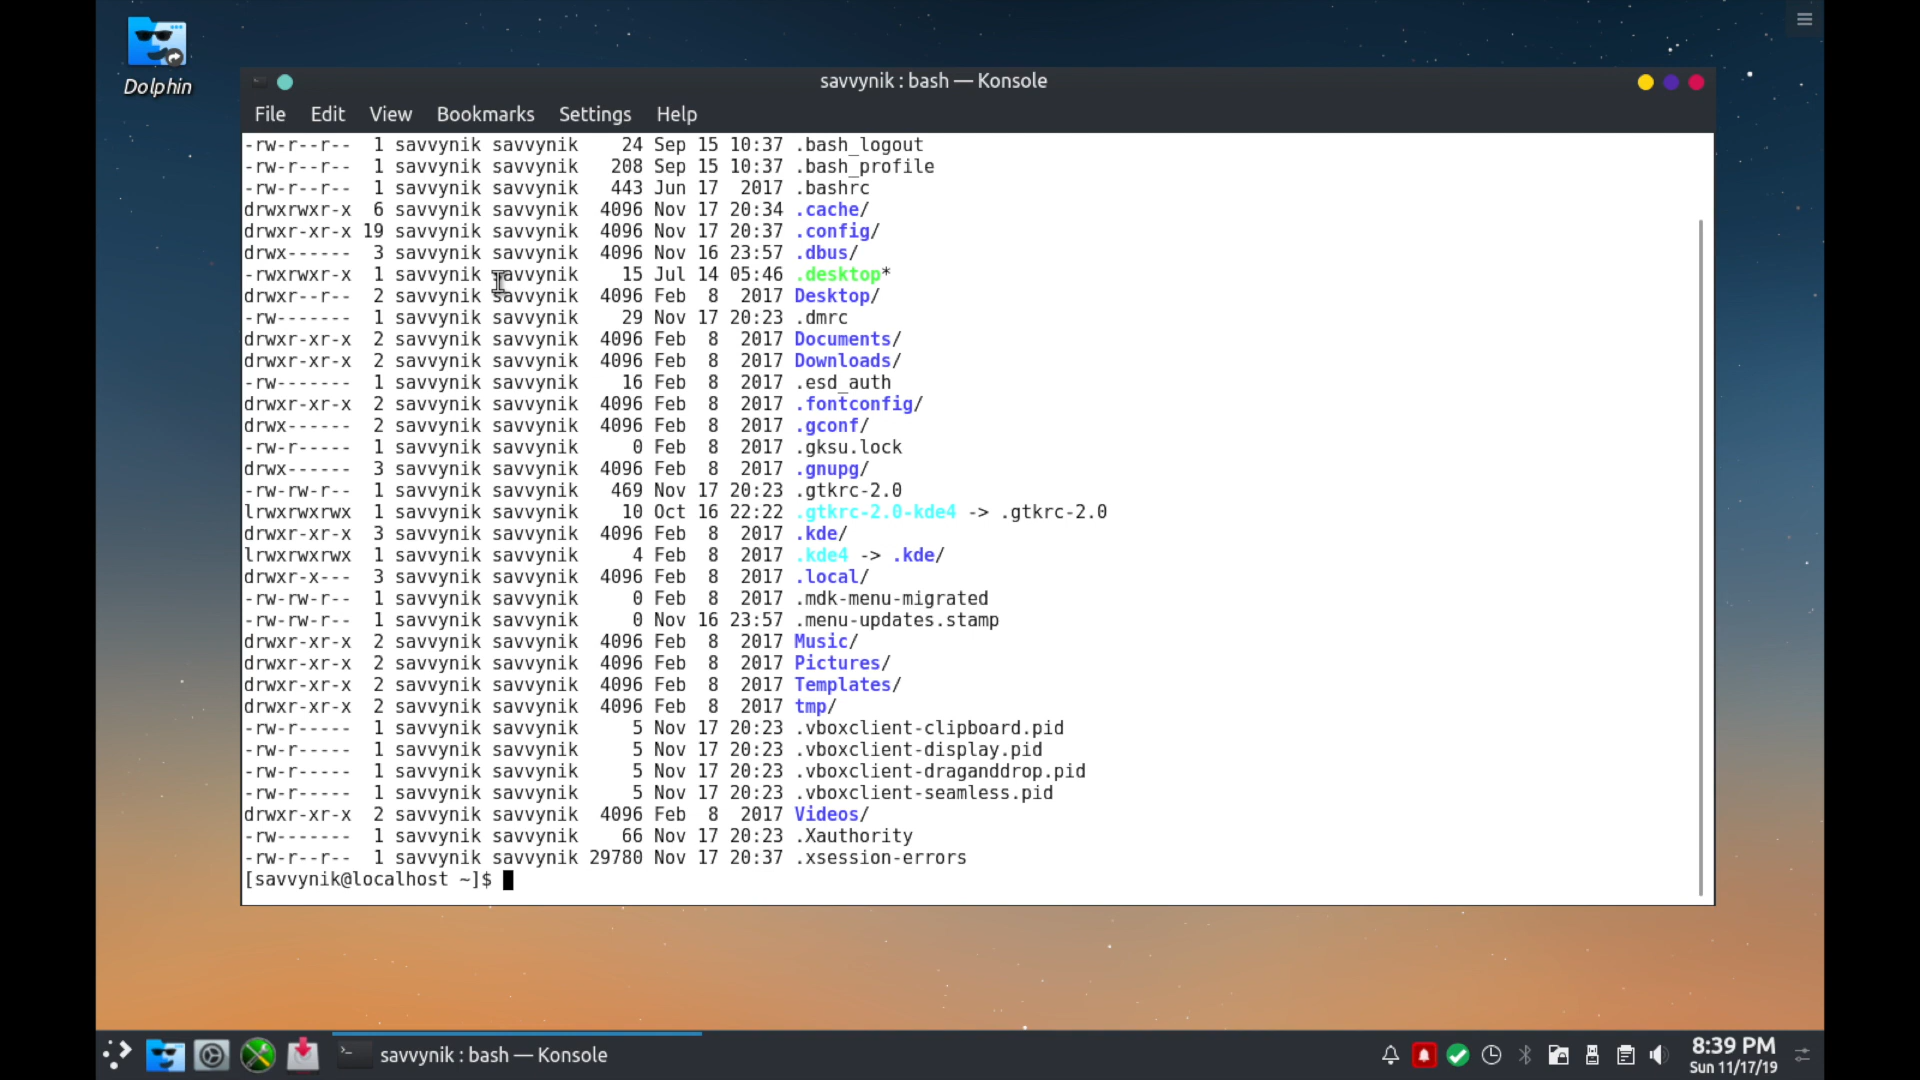 Dolphin
savvynik : bash — Konsole
File Edit View Bookmarks Settings Help
-rw-r--r--  1 savvynik savvynik    24 Sep 15 10:37 .bash_logout
-rw-r--r--  1 savvynik savvynik   208 Sep 15 10:37 .bash_profile
-rw-r--r--  1 savvynik savvynik   443 Jun 17  2017 .bashrc
drwxrwxr-x  6 savvynik savvynik  4096 Nov 17 20:34 .cache/
drwxr-xr-x 19 savvynik savvynik  4096 Nov 17 20:37 .config/
drwx------  3 savvynik savvynik  4096 Nov 16 23:57 .dbus/
-rwxrwxr-x  1 savvynik savvynik    15 Jul 14 05:46 .desktop*
drwxr--r--  2 savvynik savvynik  4096 Feb  8  2017 Desktop/
-rw-------  1 savvynik savvynik    29 Nov 17 20:23 .dmrc
drwxr-xr-x  2 savvynik savvynik  4096 Feb  8  2017 Documents/
drwxr-xr-x  2 savvynik savvynik  4096 Feb  8  2017 Downloads/
-rw-------  1 savvynik savvynik    16 Feb  8  2017 .esd_auth
drwxr-xr-x  2 savvynik savvynik  4096 Feb  8  2017 .fontconfig/
drwx------  2 savvynik savvynik  4096 Feb  8  2017 .gconf/
-rw-r-----  1 savvynik savvynik     0 Feb  8  2017 .gksu.lock
drwx------  3 savvynik savvynik  4096 Feb  8  2017 .gnupg/
-rw-rw-r--  1 savvynik savvynik   469 Nov 17 20:23 .gtkrc-2.0
lrwxrwxrwx  1 savvynik savvynik    10 Oct 16 22:22 .gtkrc-2.0-kde4 -> .gtkrc-2.0
drwxr-xr-x  3 savvynik savvynik  4096 Feb  8  2017 .kde/
lrwxrwxrwx  1 savvynik savvynik     4 Feb  8  2017 .kde4 -> .kde/
drwxr-x---  3 savvynik savvynik  4096 Feb  8  2017 .local/
-rw-rw-r--  1 savvynik savvynik     0 Feb  8  2017 .mdk-menu-migrated
-rw-rw-r--  1 savvynik savvynik     0 Nov 16 23:57 .menu-updates.stamp
drwxr-xr-x  2 savvynik savvynik  4096 Feb  8  2017 Music/
drwxr-xr-x  2 savvynik savvynik  4096 Feb  8  2017 Pictures/
drwxr-xr-x  2 savvynik savvynik  4096 Feb  8  2017 Templates/
drwxr-xr-x  2 savvynik savvynik  4096 Feb  8  2017 tmp/
-rw-r-----  1 savvynik savvynik     5 Nov 17 20:23 .vboxclient-clipboard.pid
-rw-r-----  1 savvynik savvynik     5 Nov 17 20:23 .vboxclient-display.pid
-rw-r-----  1 savvynik savvynik     5 Nov 17 20:23 .vboxclient-draganddrop.pid
-rw-r-----  1 savvynik savvynik     5 Nov 17 20:23 .vboxclient-seamless.pid
drwxr-xr-x  2 savvynik savvynik  4096 Feb  8  2017 Videos/
-rw-------  1 savvynik savvynik    66 Nov 17 20:23 .Xauthority
-rw-r--r--  1 savvynik savvynik 29780 Nov 17 20:37 .xsession-errors
[savvynik@localhost ~]$
savvynik : bash — Konsole
8:39 PM
Sun 11/17/19